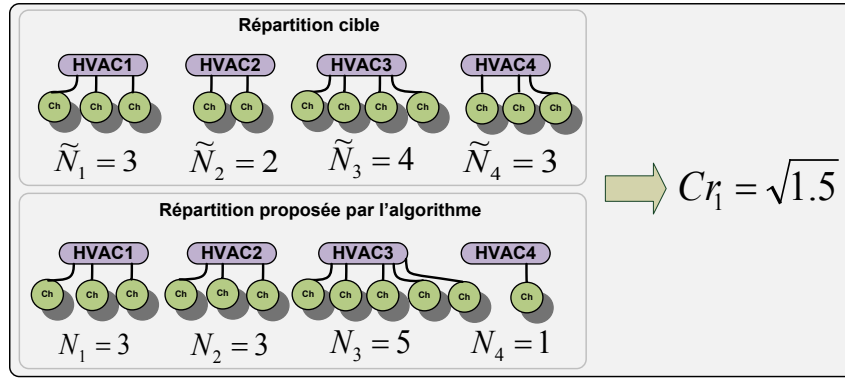 Répartition cible
HVAC1 HVAC2 HVAC3 HVAC4
Ch Ch Ch Ch Ch Ch Ch Ch Ch Ch Ch Ch
Ñ₁ = 3 Ñ₂ = 2 Ñ₃ = 4 Ñ₄ = 3
Cr₁ = √1.5
Répartition proposée par l'algorithme
HVAC1 HVAC2 HVAC3 HVAC4
Ch Ch Ch Ch Ch Ch Ch Ch Ch Ch Ch Ch
N₁ = 3 N₂ = 3 N₃ = 5 N₄ = 1